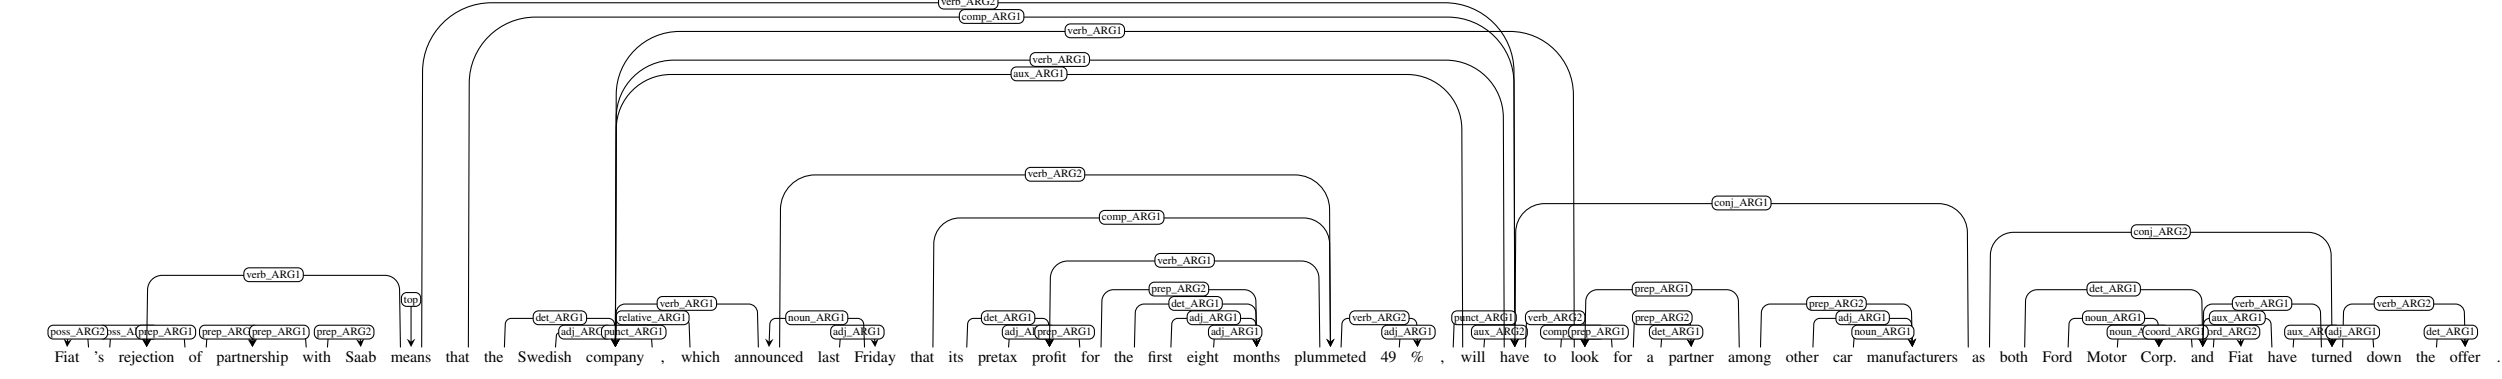 verb_ARG2
comp_ARG1
verb_ARG1
verb_ARG1
aux_ARG1
verb_ARG2
conj_ARG1
comp_ARG1
conj_ARG2
verb_ARG1
verb_ARG1
prep_ARG2 prep_ARG1 det_ARG1
top verb_ARG1 det_ARG1 prep_ARG2 verb_ARG1 verb_ARG2
det_ARG1 relative_ARG1 noun_ARG1 det_ARG1 adj_ARG1 verb_ARG2 punct_ARG1 verb_ARG2 prep_ARG2 adj_ARG1 noun_ARG1 aux_ARG1
poss_ARG2 prep_ARG1 prep_ARG1 prep_ARG2 punct_ARG1 adj_ARG1 prep_ARG1 adj_ARG1 adj_ARG1 aux_ARG2 prep_ARG1 det_ARG1 noun_ARG1 coord_ARG1 adj_ARG1 det_ARG1
Fiat 's rejection of partnership with Saab means that the Swedish company , which announced last Friday that its pretax profit for the first eight months plummeted 49 % , will have to look for a partner among other car manufacturers as both Ford Motor Corp. and Fiat have turned down the offer .